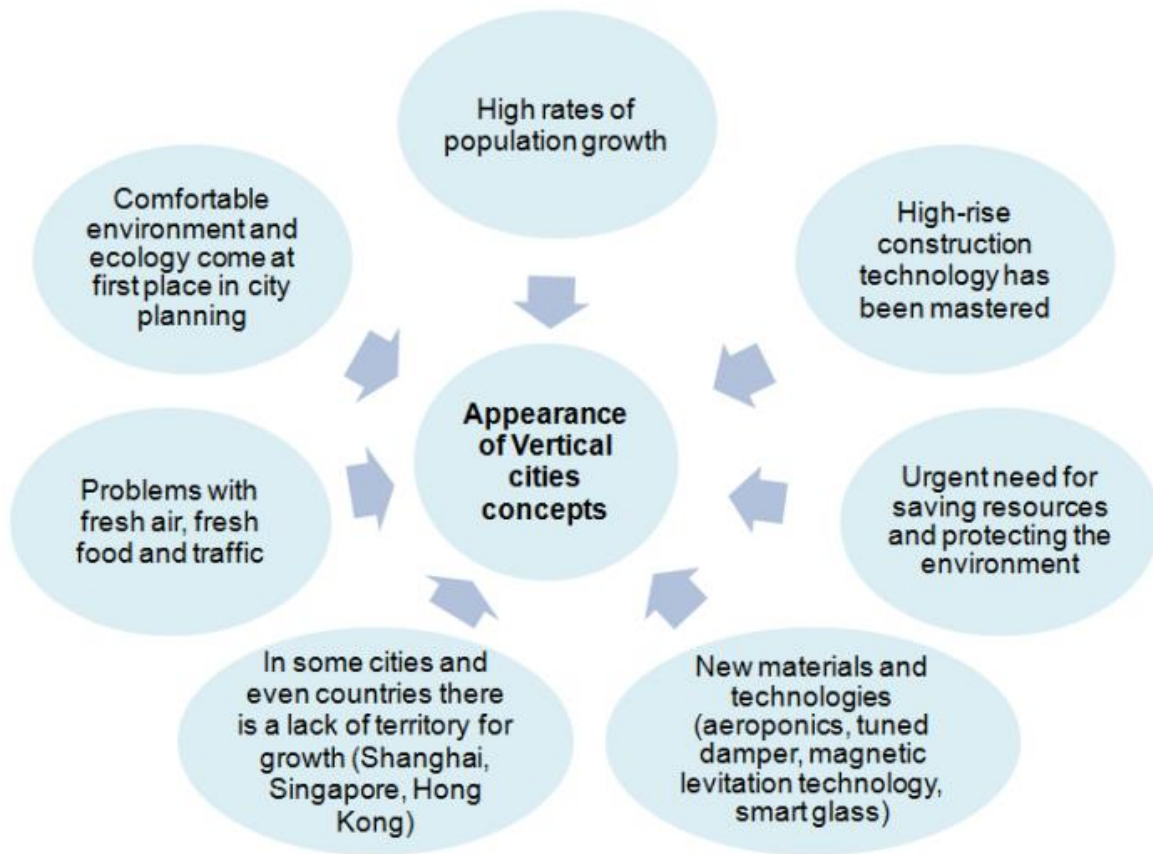 High rates of
population growth
Comfortable
environment and
ecology come at
first place in city
planning
High-rise
construction
technology has
been mastered
Appearance
of Vertical
cities
concepts
Problems with
fresh air, fresh
food and traffic
Urgent need for
saving resources
and protecting the
environment
In some cities and
even countries there
is a lack of territory for
growth (Shanghai,
Singapore, Hong
Kong)
New materials and
technologies
(aeroponics, tuned
damper, magnetic
levitation technology,
smart glass)